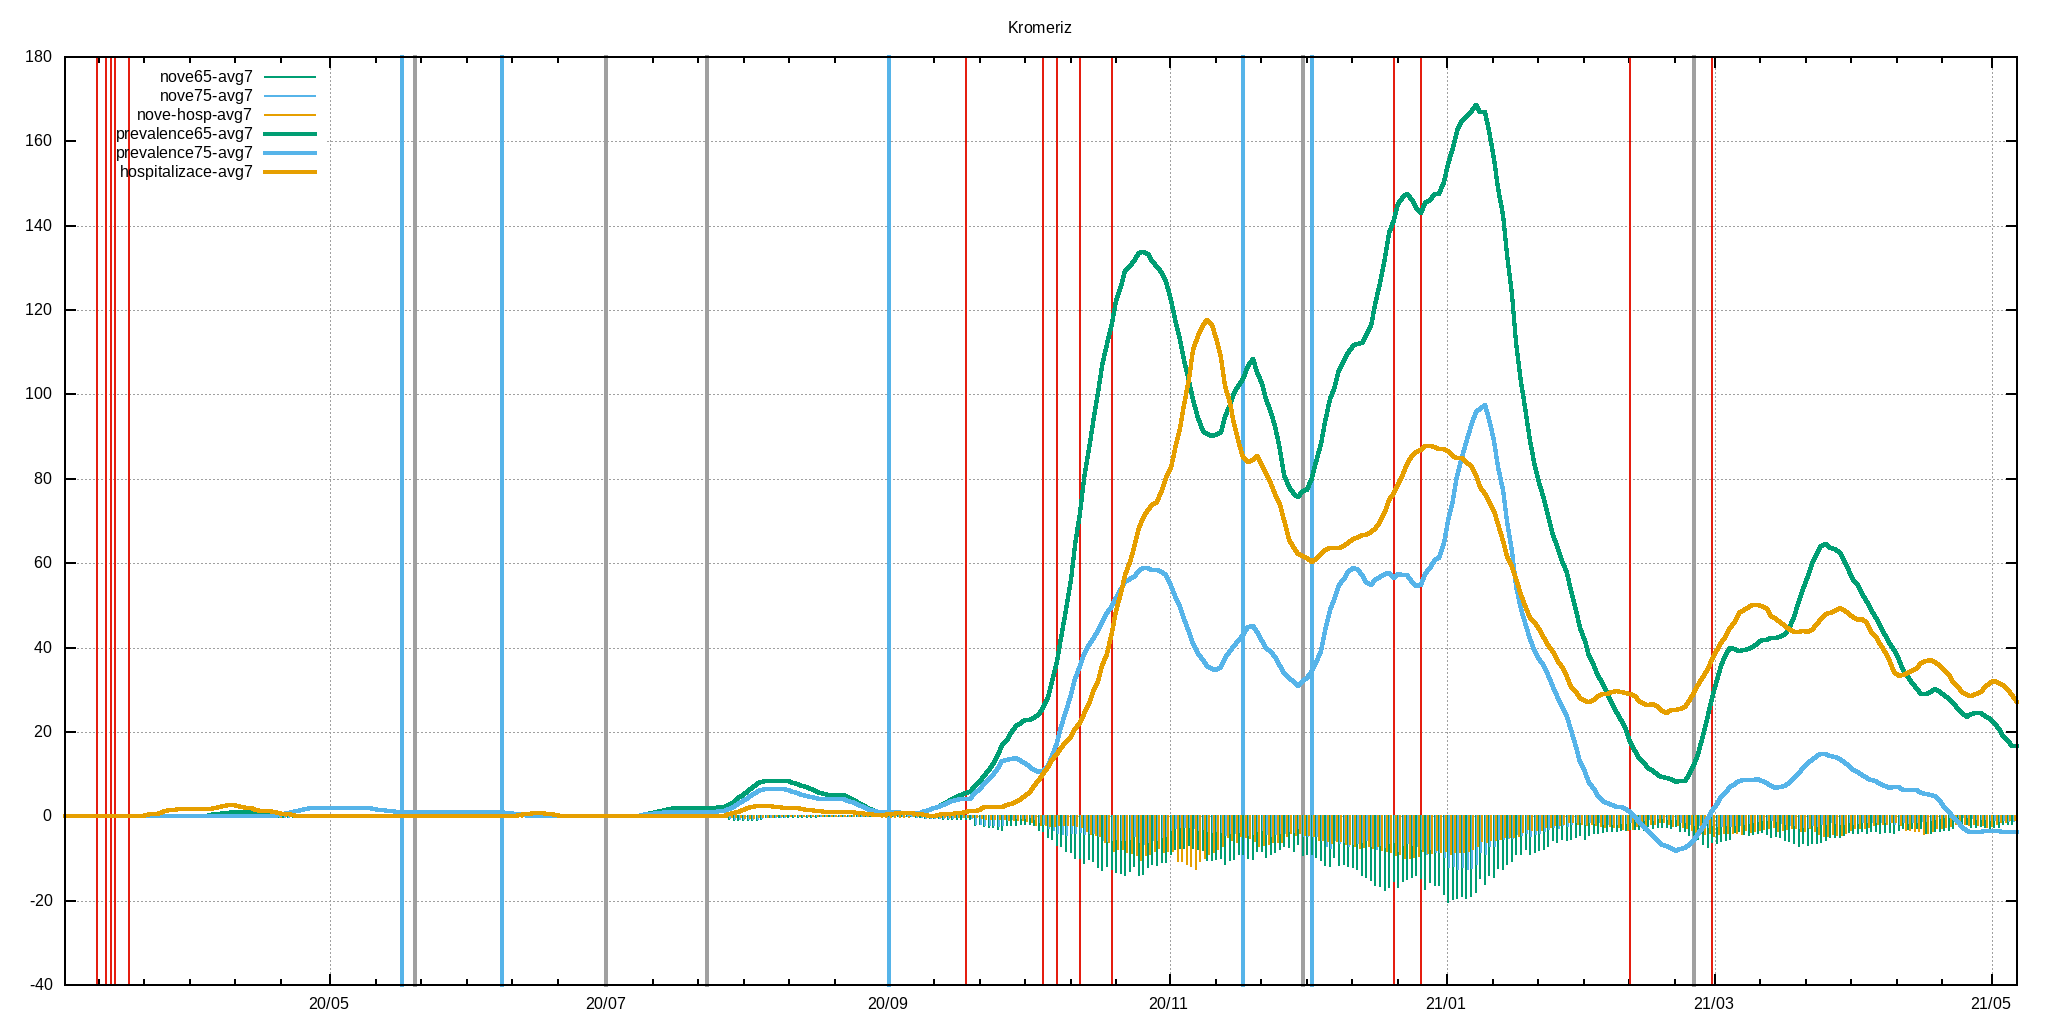 Kromeriz
180
160
140
120
100
80
60
40
20
0
-20
-40
nove65-avg7
nove75-avg7
nove-hosp-avg7
prevalence65-avg7
prevalence75-avg7
hospitalizace-avg7
20/05 20/07 20/09 20/11 21/01 21/03 21/05